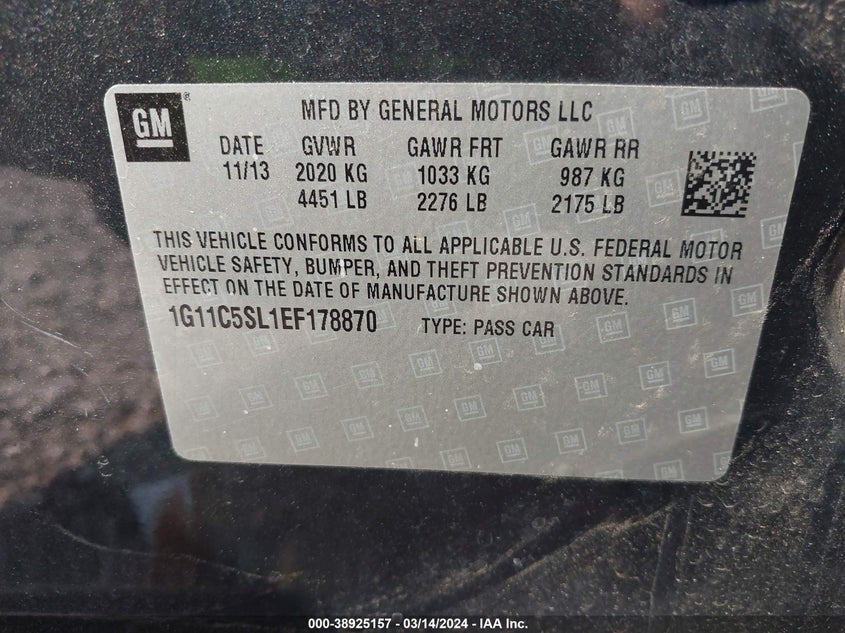 GM
MFD BY GENERAL MOTORS LLC
DATE GVWR GAWR FRT GAWR RR
11/13 2020 KG 1033 KG 987 KG
4451 LB 2276 LB 2175 LB
THIS VEHICLE CONFORMS TO ALL APPLICABLE U.S. FEDERAL MOTOR
VEHICLE SAFETY, BUMPER, AND THEFT PREVENTION STANDARDS IN
EFFECT ON THE DATE OF MANUFACTURE SHOWN ABOVE.
1G11C5SL1EF178870 TYPE: PASS CAR
000-38925157 - 03/14/2024 - IAA Inc.